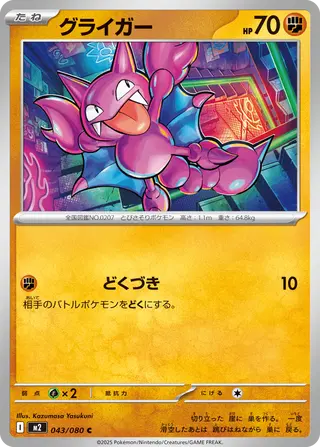 たね
グライガー
HP70
全国図鑑NO.0207 とびさそりポケモン 高さ:1.1m 重さ:64.8kg
どくづき 10
相手のバトルポケモンをどくにする。
弱点 ×2 抵抗力 にげる
Illus. Kazumasa Yasukuni
I m2 043/080 C
切り立った 崖に 巣を 作る。一度
滑空したあとは 跳びはねながら 巣に 帰る。
©2025 Pokémon/Nintendo/Creatures/GAME FREAK.